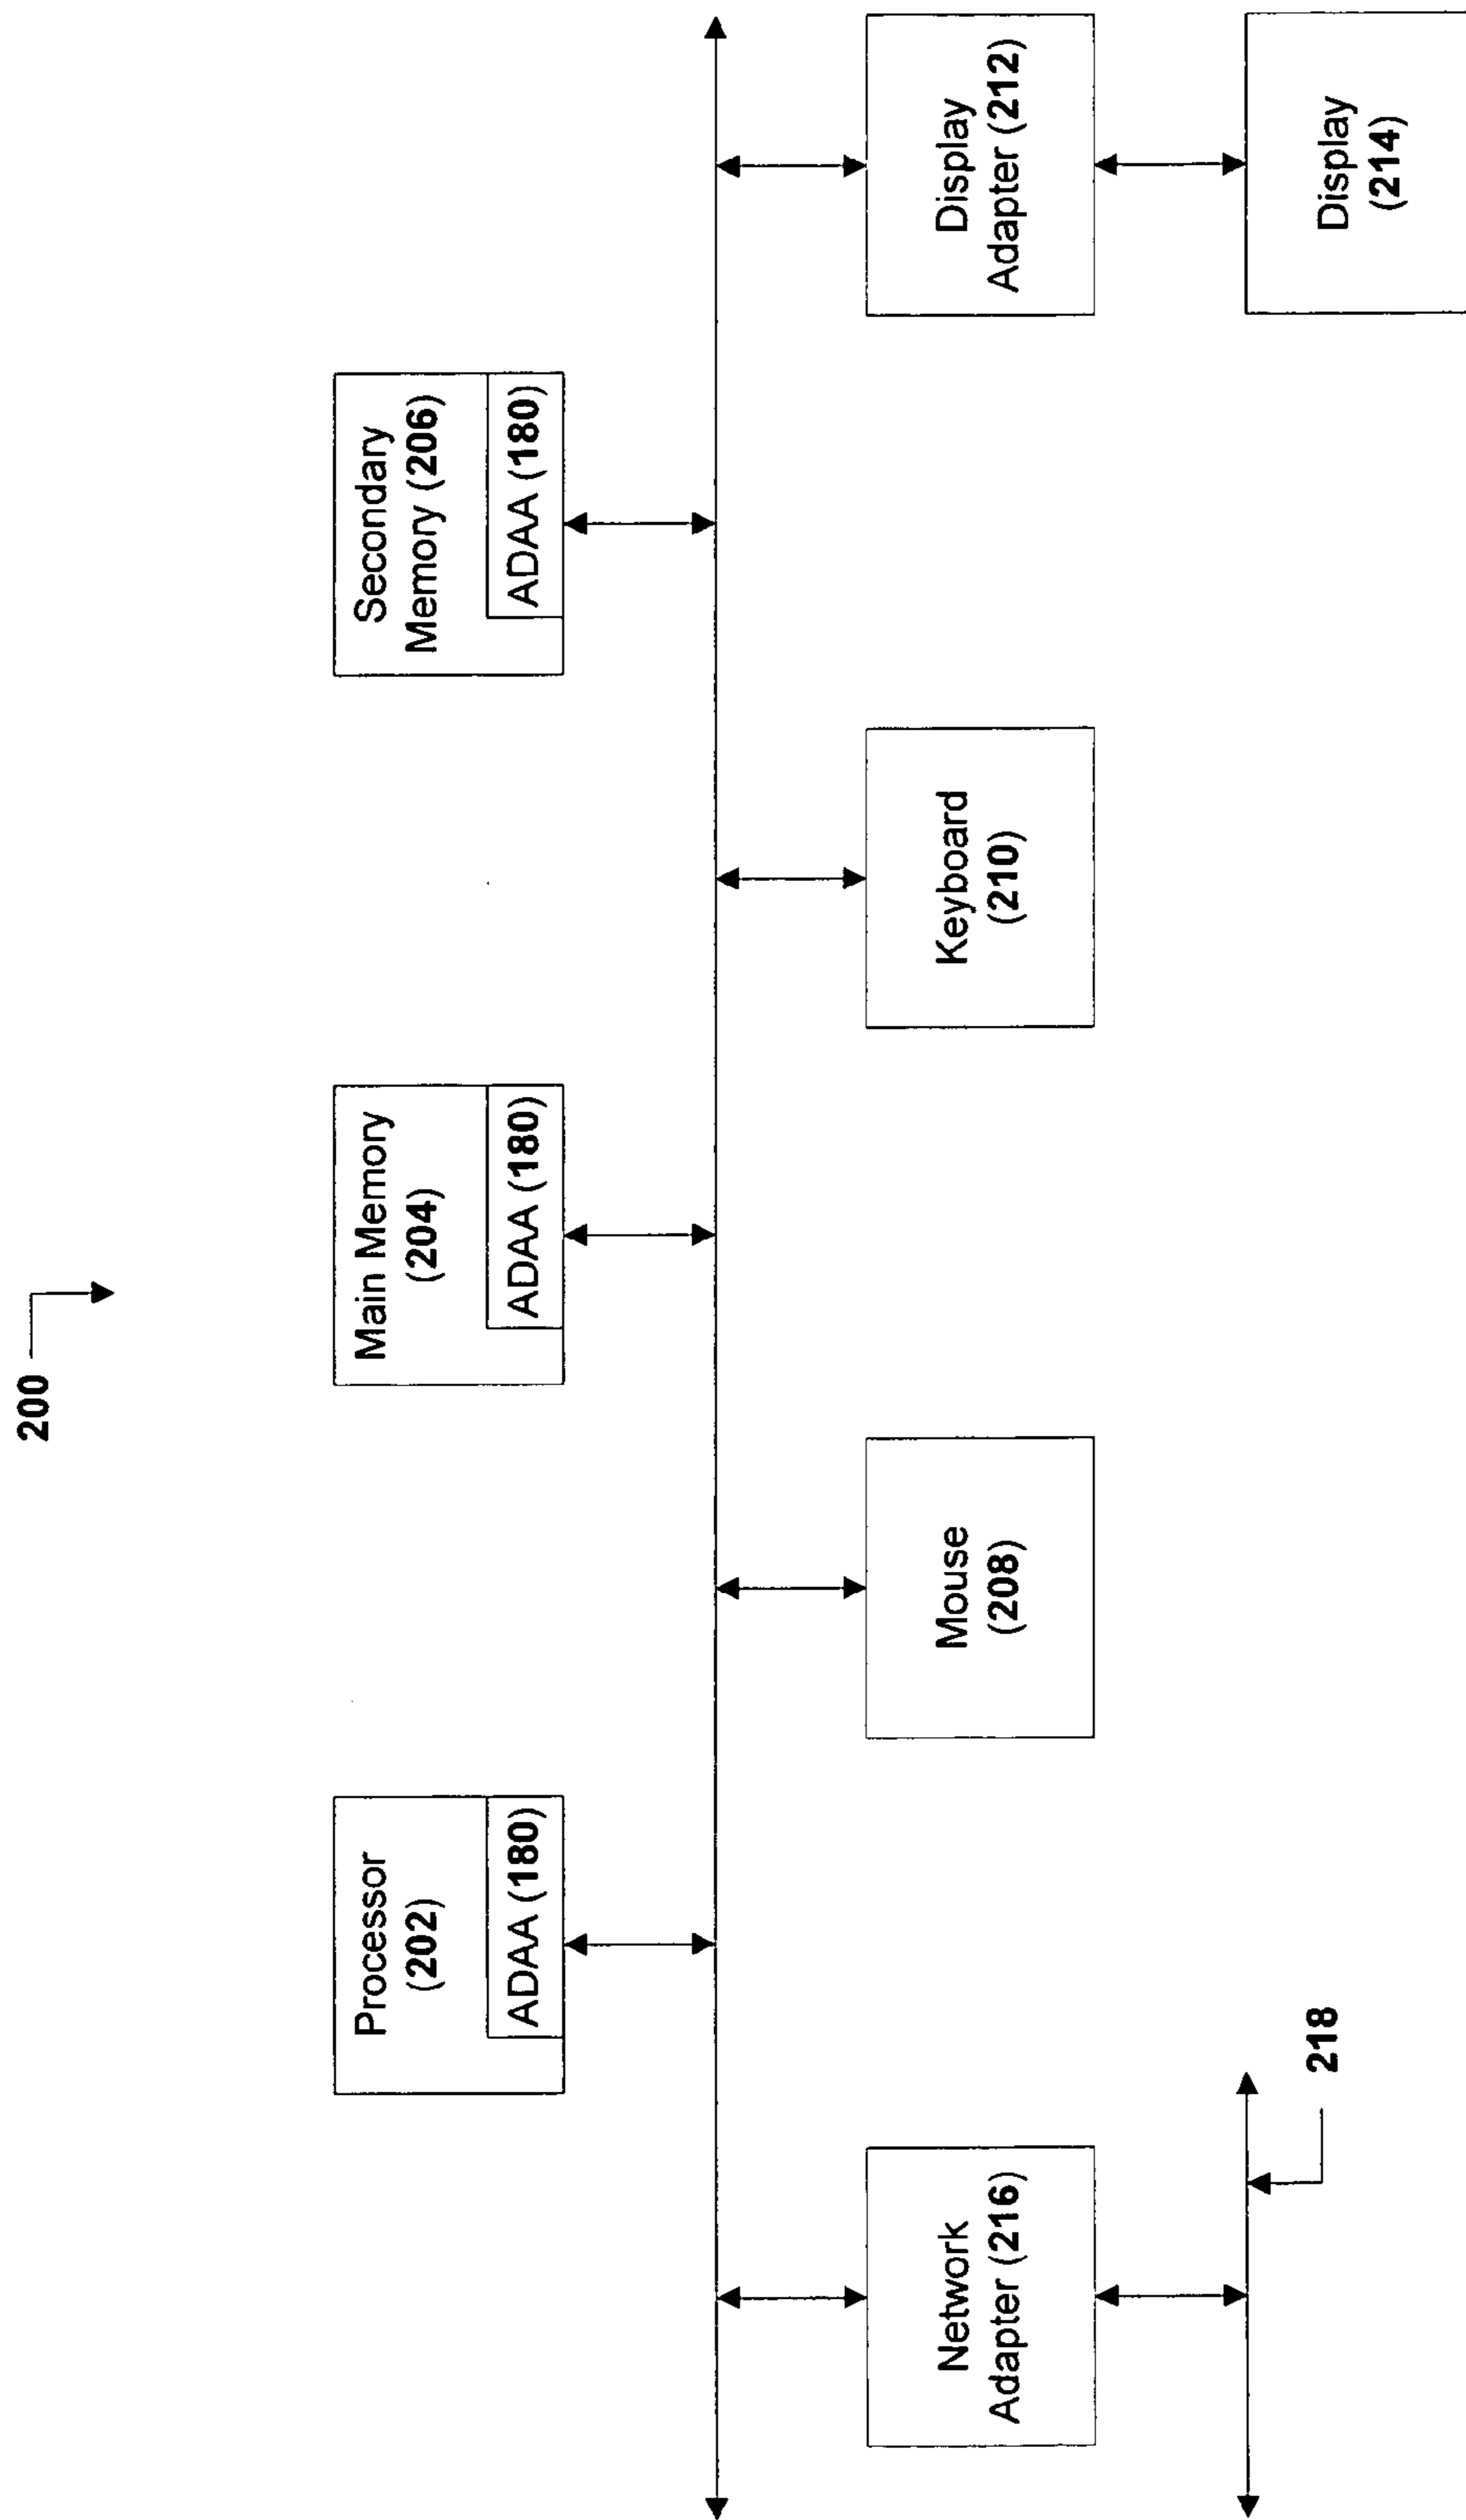 200
Processor
(202)
ADAA (180)
Main Memory
(204)
ADAA (180)
Secondary
Memory (206)
ADAA (180)
Network
Adapter (216)
Mouse
(208)
Keyboard
(210)
Display
Adapter (212)
218
Display
(214)